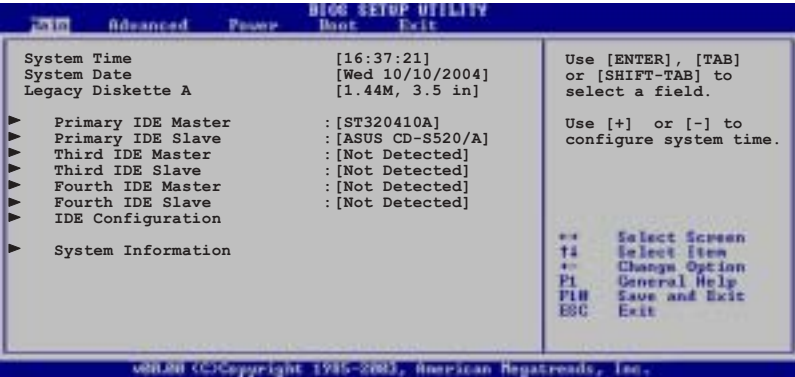 BIOS SETUP UTILITY
Main Advanced Power Boot Exit
System Time [16:37:21]
System Date [Wed 10/10/2004]
Legacy Diskette A [1.44M, 3.5 in]
Primary IDE Master :[ST320410A]
Primary IDE Slave :[ASUS CD-S520/A]
Third IDE Master :[Not Detected]
Third IDE Slave :[Not Detected]
Fourth IDE Master :[Not Detected]
Fourth IDE Slave :[Not Detected]
IDE Configuration
System Information
Use [ENTER], [TAB]
or [SHIFT-TAB] to
select a field.
Use [+] or [-] to
configure system time.
Select Screen
Select Item
+- Change Option
F1 General Help
F10 Save and Exit
ESC Exit
(C)Copyright 1985-2003, American Megatrends, Inc.